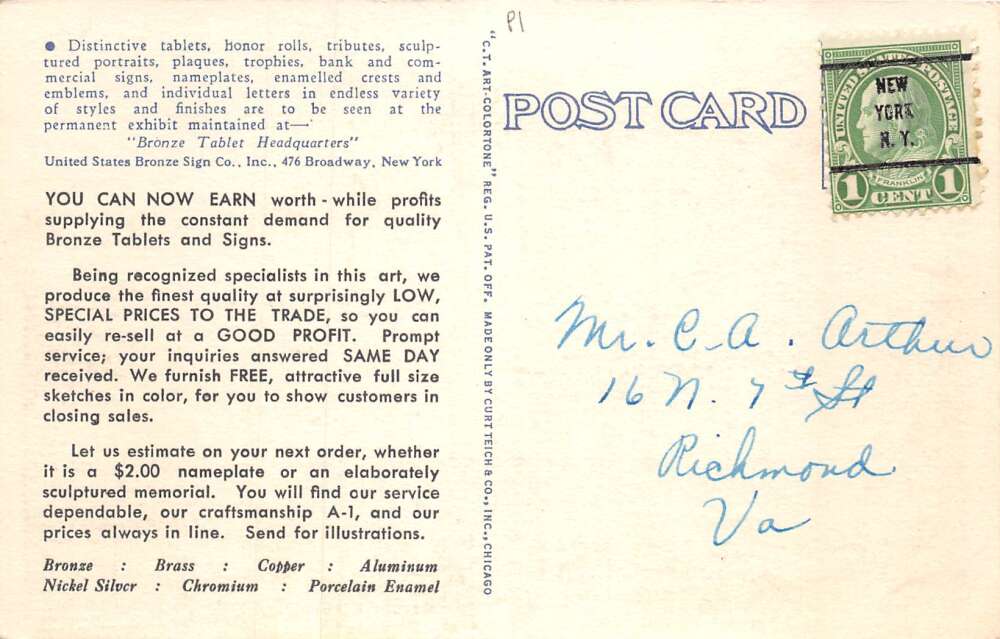 P1
● Distinctive tablets, honor rolls, tributes, sculp-
tured portraits, plaques, trophies, bank and com-
mercial signs, nameplates, enamelled crests and
emblems, and individual letters in endless variety
of styles and finishes are to be seen at the
permanent exhibit maintained at—
"Bronze Tablet Headquarters"
United States Bronze Sign Co., Inc., 476 Broadway, New York
YOU CAN NOW EARN worth - while profits
supplying the constant demand for quality
Bronze Tablets and Signs.
Being recognized specialists in this art, we
produce the finest quality at surprisingly LOW,
SPECIAL PRICES TO THE TRADE, so you can
easily re-sell at a GOOD PROFIT. Prompt
service; your inquiries answered SAME DAY
received. We furnish FREE, attractive full size
sketches in color, for you to show customers in
closing sales.
Let us estimate on your next order, whether
it is a $2.00 nameplate or an elaborately
sculptured memorial. You will find our service
dependable, our craftsmanship A-1, and our
prices always in line. Send for illustrations.
Bronze : Brass : Copper : Aluminum
Nickel Silver : Chromium : Porcelain Enamel
"C.T. ART-COLORTONE" REG. U.S. PAT. OFF. MADE ONLY BY CURT TEICH & CO., INC., CHICAGO
POST CARD
UNITED STATES POSTAGE
NEW
YORK
N. Y.
FRANKLIN
1 CENT 1
Mr. C. A. Arthur
16 N. 7th St
Richmond
Va